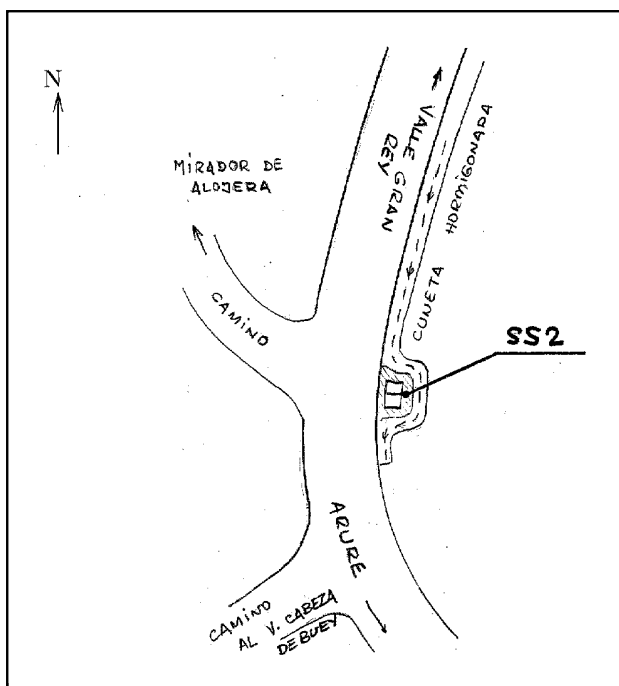 N
MIRADOR DE
ALOJERA
VALLE GRAN
REY
HORMIGONADA
CUNETA
CAMINO
SS2
ARURE
CAMINO
AL V. CABEZA
DE BUEY